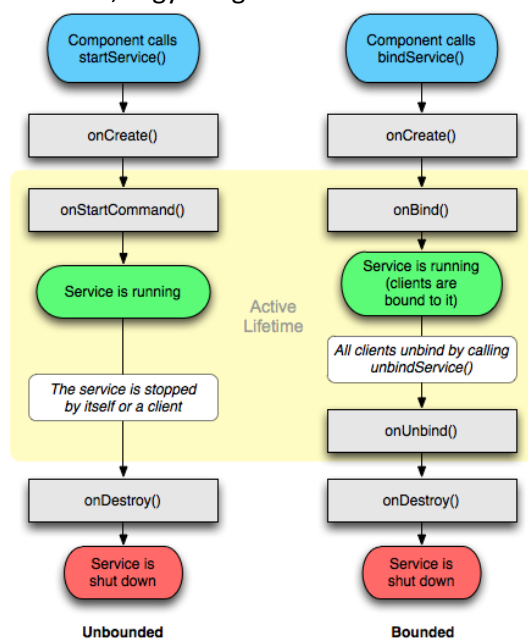 Component calls
startService()
onCreate()
onStartCommand()
Service is running
The service is stopped
by itself or a client
onDestroy()
Service is
shut down
Unbounded
Active
Lifetime
Component calls
bindService()
onCreate()
onBind()
Service is running
(clients are
bound to it)
All clients unbind by calling
unbindService()
onUnbind()
onDestroy()
Service is
shut down
Bounded